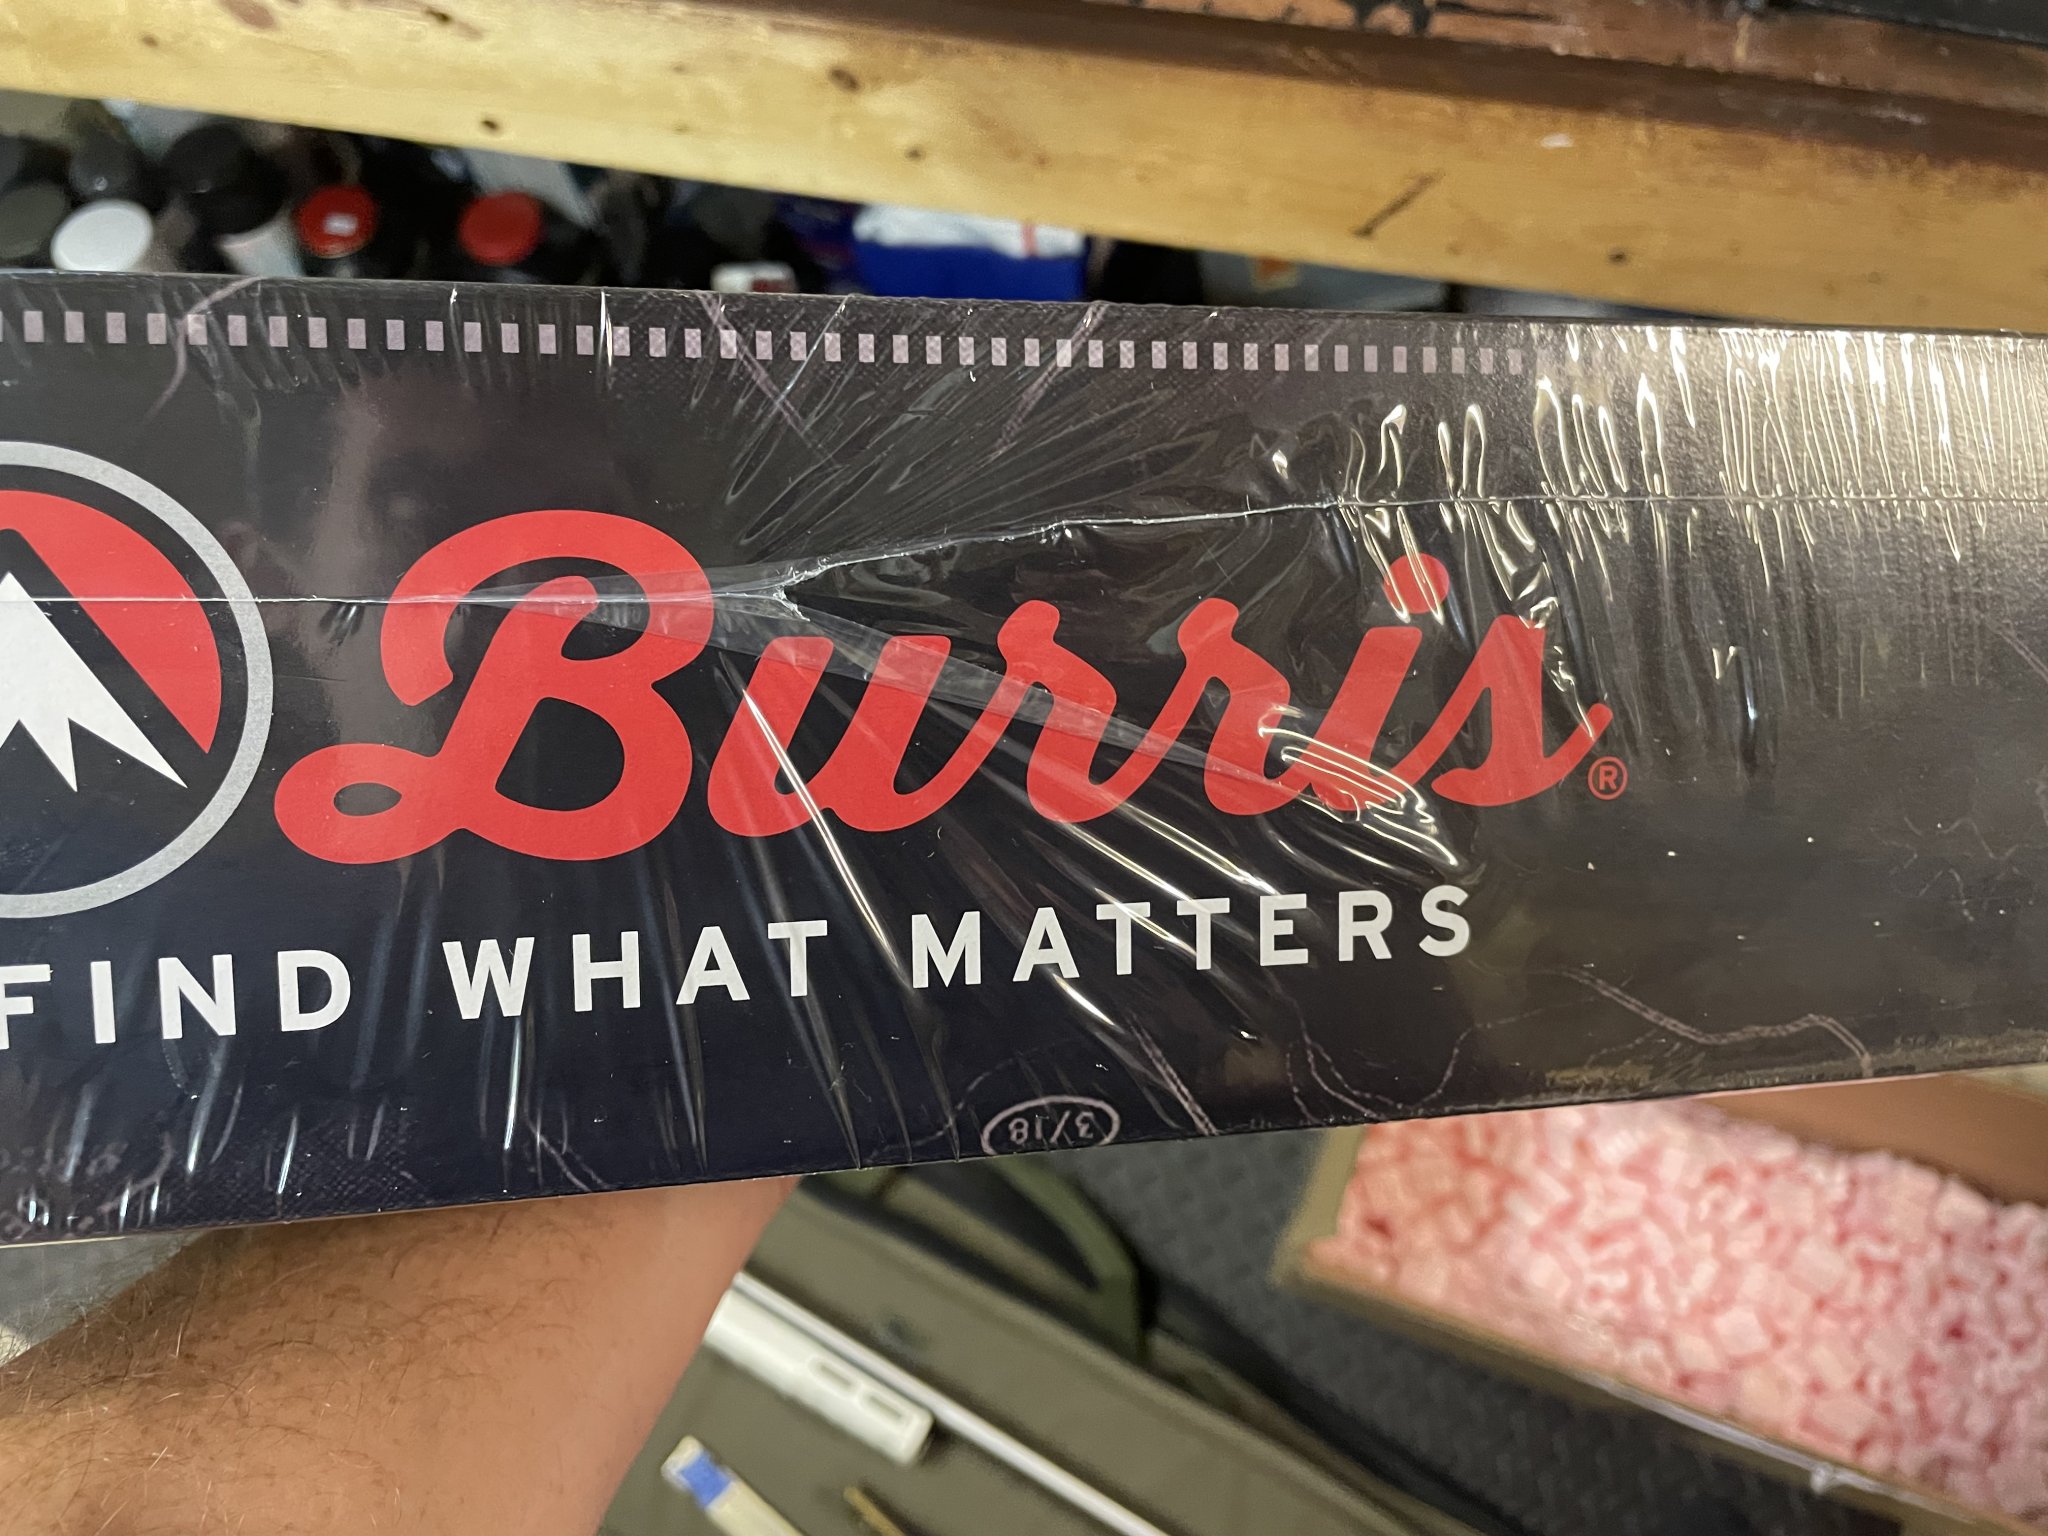 Burris®
FIND WHAT MATTERS
3/18